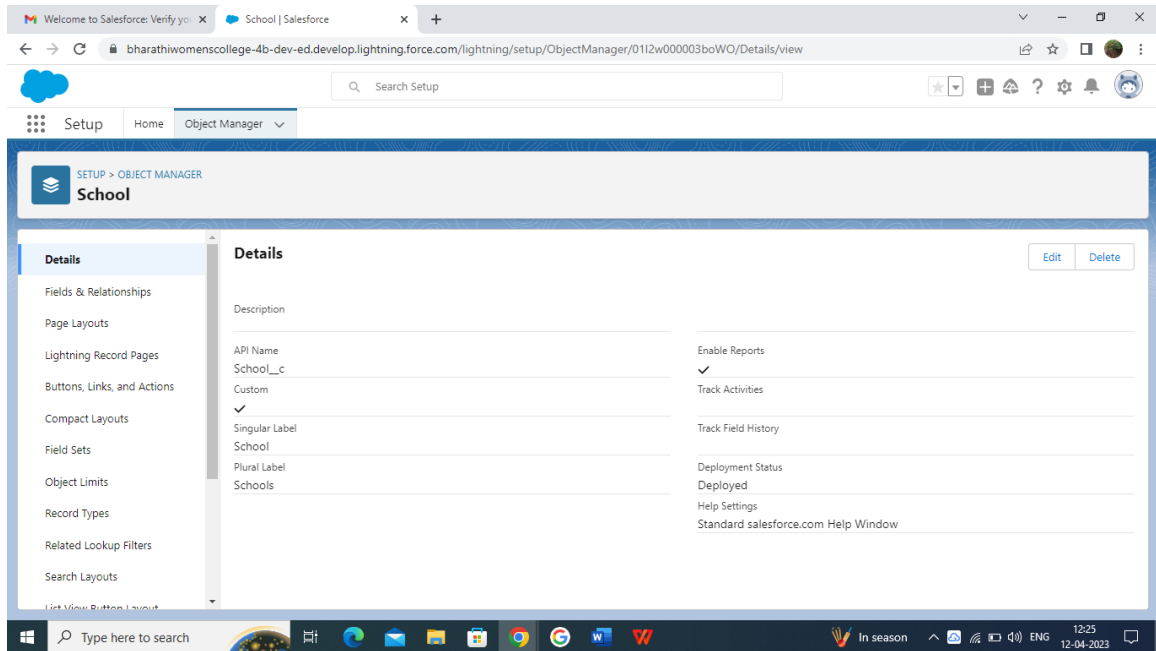 Welcome to Salesforce: Verify yo
School | Salesforce
bharathiwomenscollege-4b-dev-ed.develop.lightning.force.com/lightning/setup/ObjectManager/01I2w000003boWO/Details/view
Search Setup
Setup
Home
Object Manager
SETUP > OBJECT MANAGER
School
Details
Fields & Relationships
Page Layouts
Lightning Record Pages
Buttons, Links, and Actions
Compact Layouts
Field Sets
Object Limits
Record Types
Related Lookup Filters
Search Layouts
List View Button Layout
Details
Edit
Delete
Description
API Name
School__c
Custom
Singular Label
School
Plural Label
Schools
Enable Reports
Track Activities
Track Field History
Deployment Status
Deployed
Help Settings
Standard salesforce.com Help Window
Type here to search
In season
ENG
12:25
12-04-2023